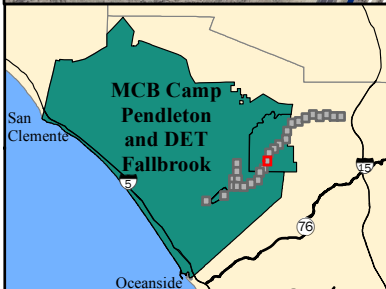 MCB Camp
Pendleton
and DET
Fallbrook
San
Clemente
5
15
76
Oceanside